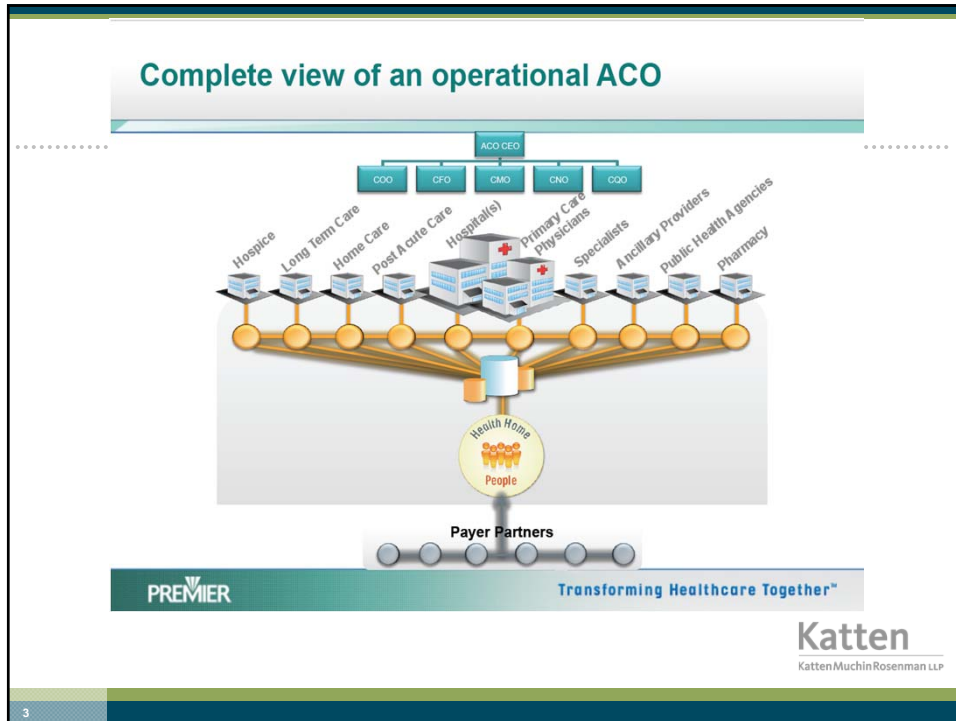 Complete view of an operational ACO
ACO CEO
COO
CFO
CMO
CNO
CQO
Hospice
Long Term Care
Home Care
Post Acute Care
Hospital(s)
Primary Care
Physicians
Specialists
Ancillary Providers
Public Health Agencies
Pharmacy
Health Home
People
Payer Partners
PREMIER
Transforming Healthcare Together™
Katten
KattenMuchinRosenman LLP
3